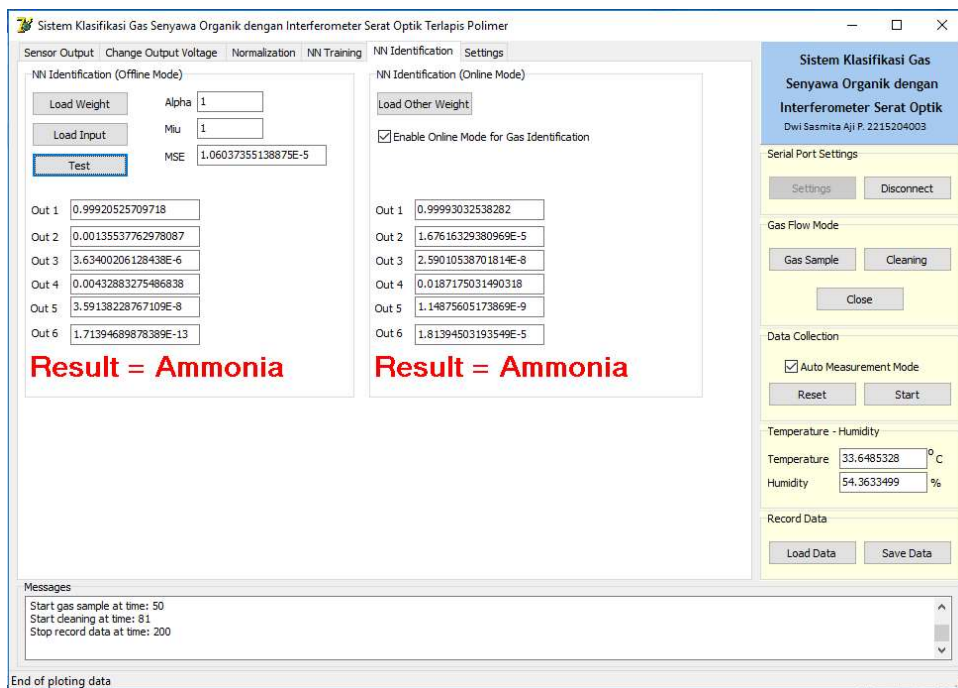 Sistem Klasifikasi Gas Senyawa Organik dengan Interferometer Serat Optik Terlapis Polimer
Sensor Output Change Output Voltage Normalization NN Training NN Identification Settings
NN Identification (Offline Mode)
Load Weight
Alpha 1
Load Input
Miu 1
Test
MSE 1.06037355138875E-5
Out 1 0.99920525709718
Out 2 0.00135537762978087
Out 3 3.63400206128438E-6
Out 4 0.00432883275486838
Out 5 3.59138228767109E-8
Out 6 1.71394689878389E-13
Result = Ammonia
NN Identification (Online Mode)
Load Other Weight
Enable Online Mode for Gas Identification
Out 1 0.99993032538282
Out 2 1.67616329380969E-5
Out 3 2.59010538701814E-8
Out 4 0.0187175031490318
Out 5 1.14875605173869E-9
Out 6 1.81394503193549E-5
Result = Ammonia
Sistem Klasifikasi Gas
Senyawa Organik dengan
Interferometer Serat Optik
Dwi Sasmita Aji P. 2215204003
Serial Port Settings
Settings Disconnect
Gas Flow Mode
Gas Sample Cleaning
Close
Data Collection
Auto Measurement Mode
Reset Start
Temperature - Humidity
Temperature 33.6485328 °C
Humidity 54.3633499 %
Record Data
Load Data Save Data
Messages
Start gas sample at time: 50
Start cleaning at time: 81
Stop record data at time: 200
End of ploting data